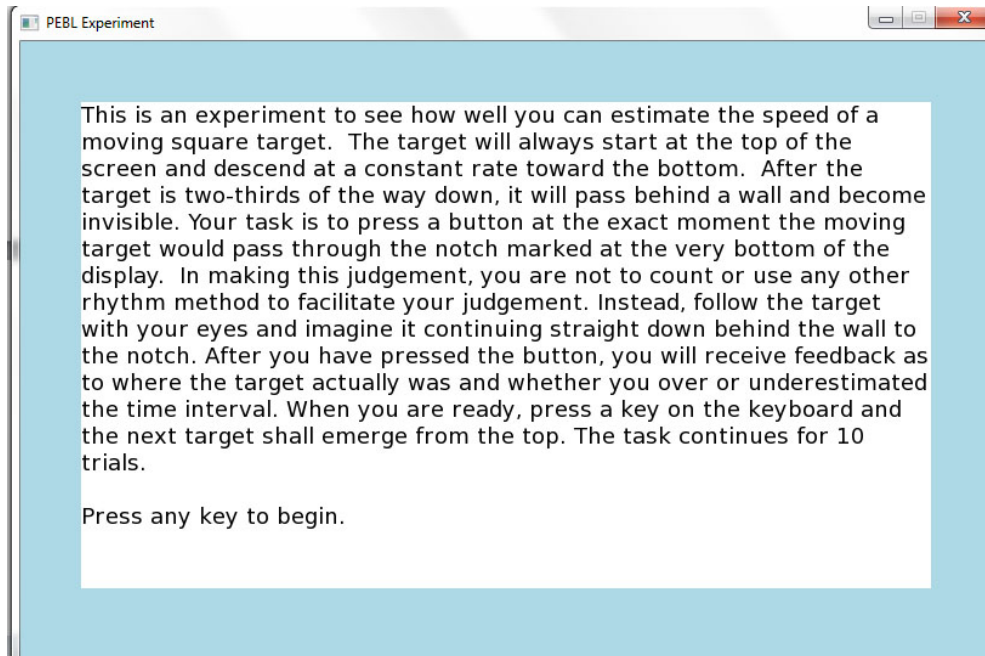 PEBL Experiment
This is an experiment to see how well you can estimate the speed of a
moving square target.  The target will always start at the top of the
screen and descend at a constant rate toward the bottom.  After the
target is two-thirds of the way down, it will pass behind a wall and become
invisible. Your task is to press a button at the exact moment the moving
target would pass through the notch marked at the very bottom of the
display.  In making this judgement, you are not to count or use any other
rhythm method to facilitate your judgement. Instead, follow the target
with your eyes and imagine it continuing straight down behind the wall to
the notch. After you have pressed the button, you will receive feedback as
to where the target actually was and whether you over or underestimated
the time interval. When you are ready, press a key on the keyboard and
the next target shall emerge from the top. The task continues for 10
trials.
Press any key to begin.